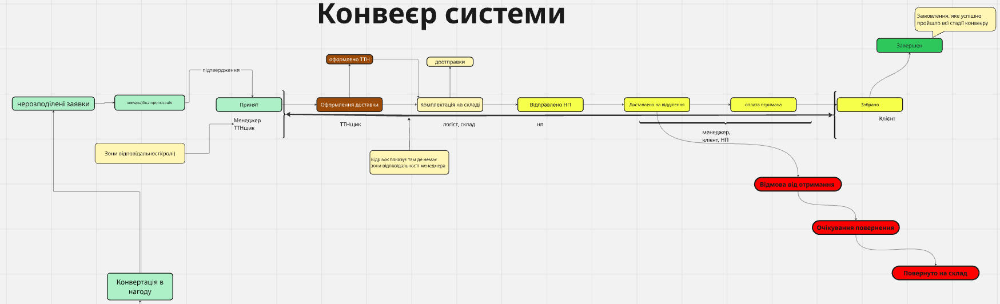 Конвеєр системи
Замовлення, яке успішно
пройшло всі стадії конвеєру
Завершен
оформлено ТТН
доотправки
підтвердження
нерозподілені заявки
комерційна пропозиція
Принят
Оформлення доставки
Комплектація на складі
Відправлено НП
Доставлено на відділення
оплата отримана
Забрано
Менеджер
ТТНщик
ТТНщик
логіст, склад
нп
менеджер,
клієнт, НП
Клієнт
Зони відповідальності(ролі)
Відрізок показує там де немає
зони відповідальності менеджера
Відмова від отримання
Очікування повернення
Повернуто на склад
Конвертація в
нагоду